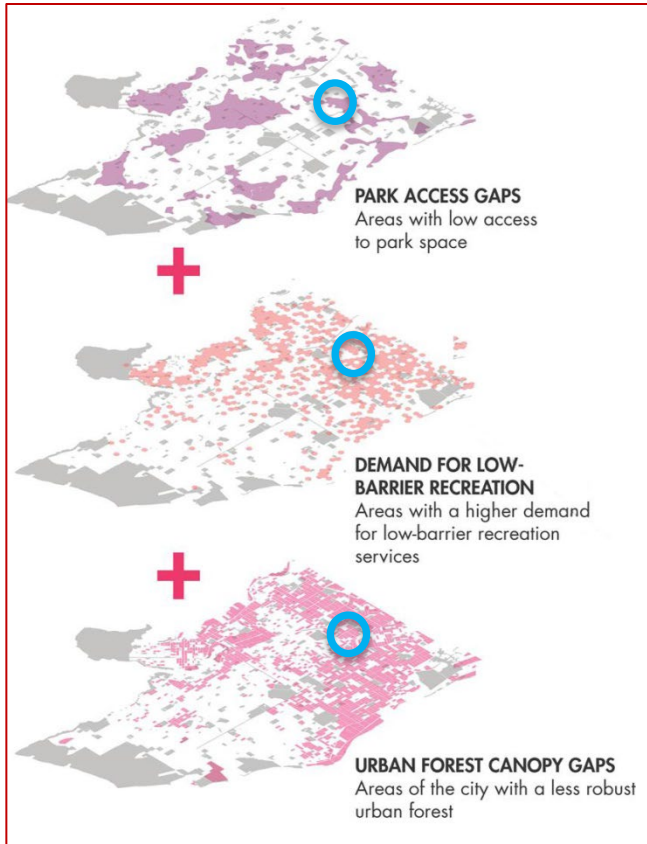 PARK ACCESS GAPS
Areas with low access
to park space
DEMAND FOR LOW-
BARRIER RECREATION
Areas with a higher demand
for low-barrier recreation
services
URBAN FOREST CANOPY GAPS
Areas of the city with a less robust
urban forest